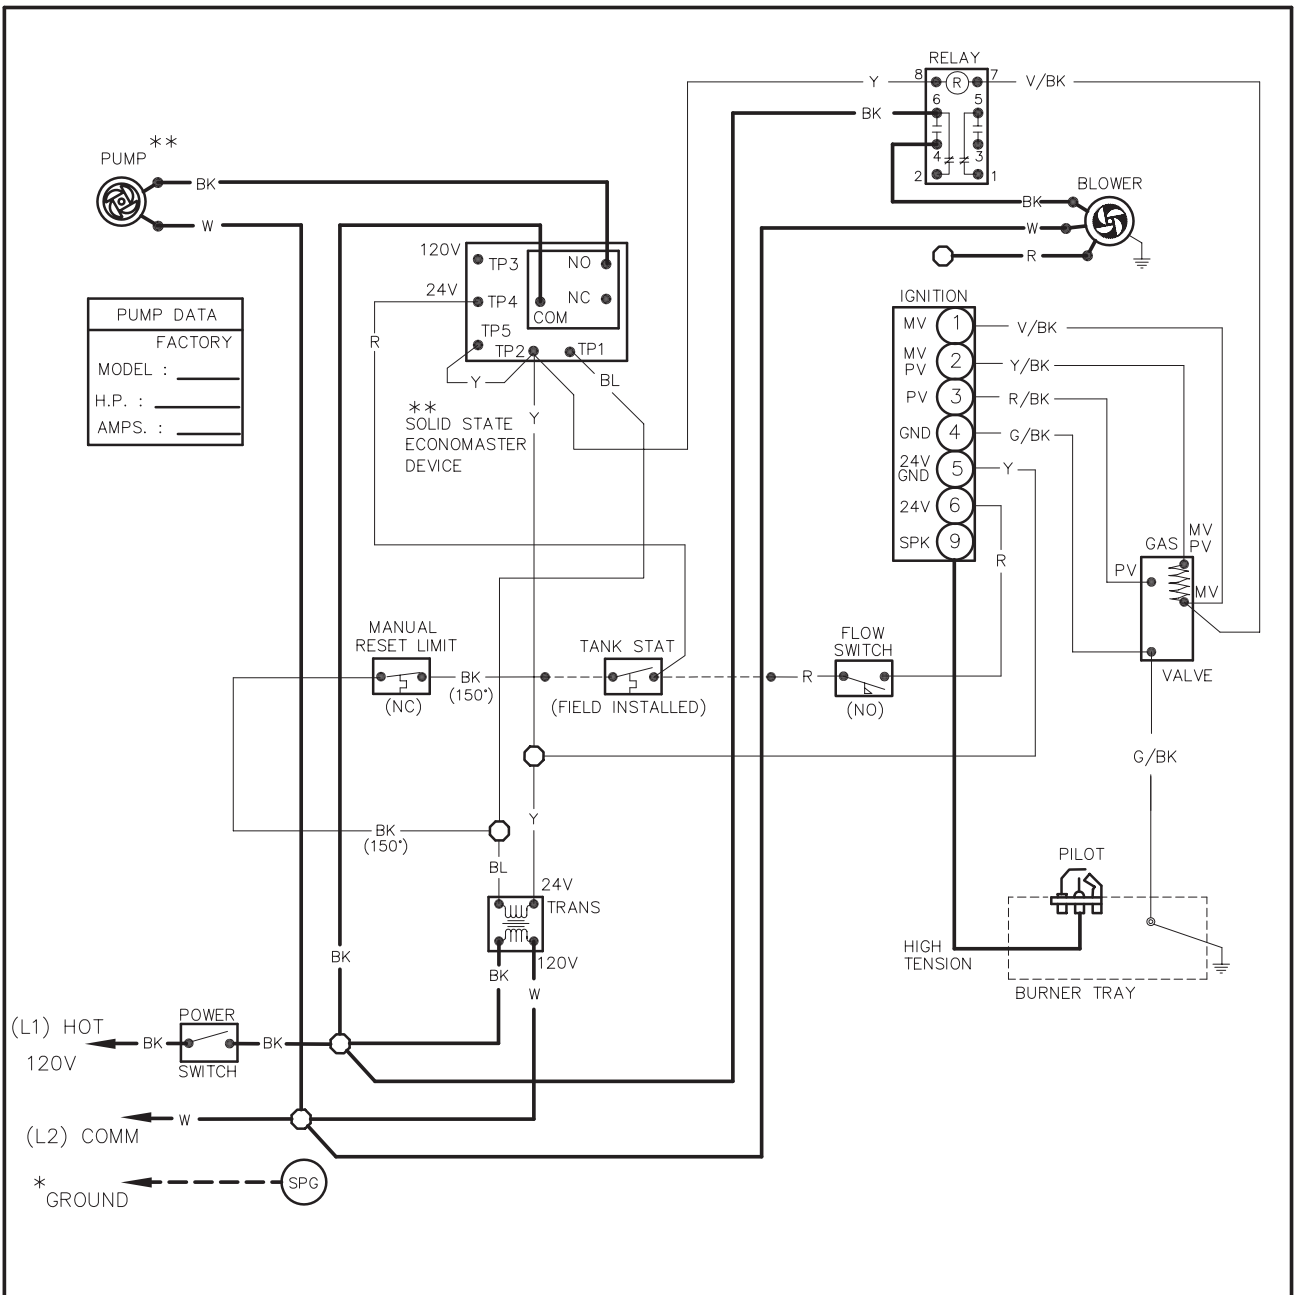 RELAY
8 R 7
Y
V/BK
6 5
BK
4 3
2 1
PUMP **
BK
W
BLOWER
BK
W
R
120V
TP3
NO
24V
TP4
NC
COM
TP5
TP2
TP1
R
Y
BL
Y
PUMP DATA
FACTORY
MODEL : ______
H.P. : ______
AMPS. : ______
**
SOLID STATE
ECONOMASTER
DEVICE
IGNITION
MV 1 V/BK
MV
PV 2 Y/BK
PV 3 R/BK
GND 4 G/BK
24V
GND 5 Y
24V 6
SPK 9
R
GAS
MV
PV
PV
MV
VALVE
MANUAL
RESET LIMIT
(NC)
BK
(150°)
TANK STAT
(FIELD INSTALLED)
R
FLOW
SWITCH
(NO)
G/BK
BK
(150°)
Y
BL
24V
TRANS
120V
BK
W
BK
PILOT
HIGH
TENSION
BURNER TRAY
(L1) HOT
120V
BK
POWER
SWITCH
BK
W
(L2) COMM
*
GROUND
SPG